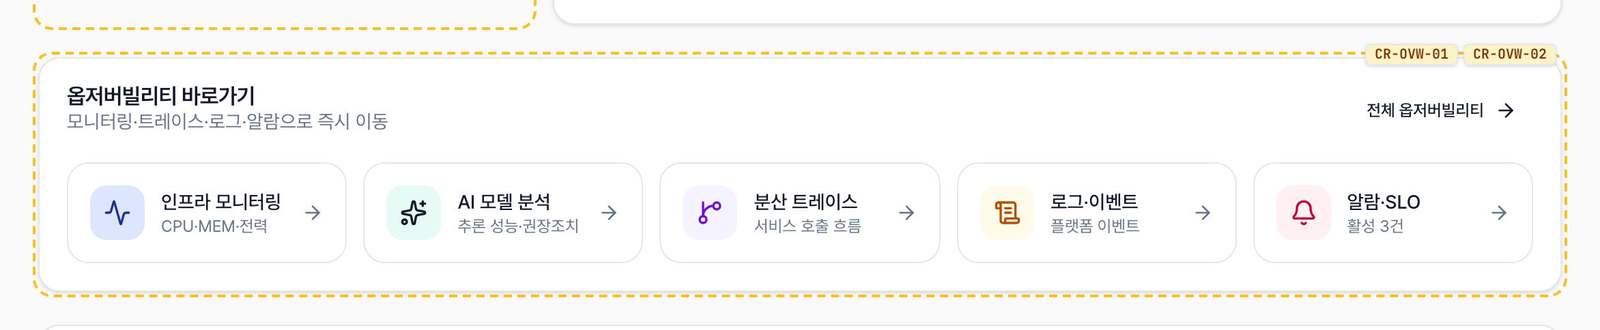 CR-OVW-01
CR-OVW-02
옵저버빌리티 바로가기
모니터링·트레이스·로그·알람으로 즉시 이동
전체 옵저버빌리티
인프라 모니터링
CPU·MEM·전력
AI 모델 분석
추론 성능·권장조치
분산 트레이스
서비스 호출 흐름
로그·이벤트
플랫폼 이벤트
알람·SLO
활성 3건